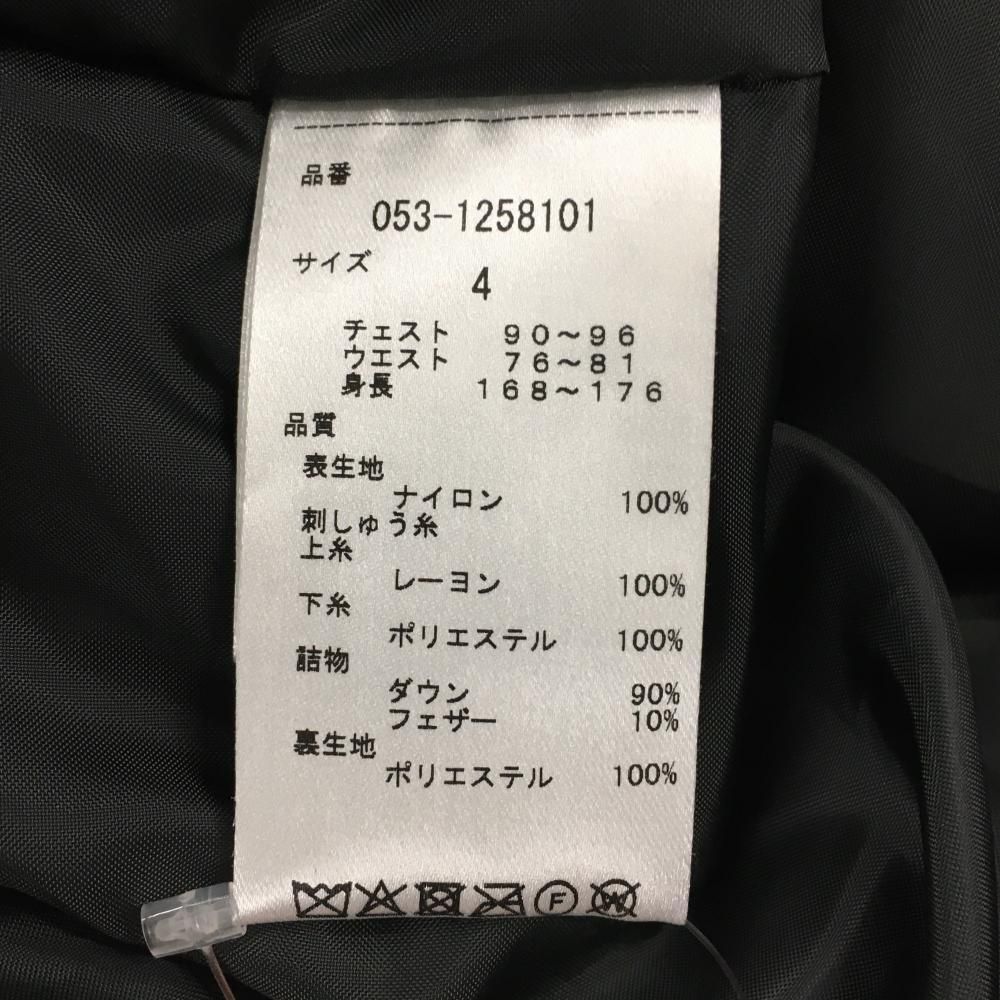 品番
053-1258101
サイズ
4
チェスト 90～96
ウエスト 76～81
身長 168～176
品質
表生地
ナイロン 100%
刺しゅう糸
上糸
レーヨン 100%
下糸
ポリエステル 100%
詰物
ダウン 90%
フェザー 10%
裏生地
ポリエステル 100%
F W